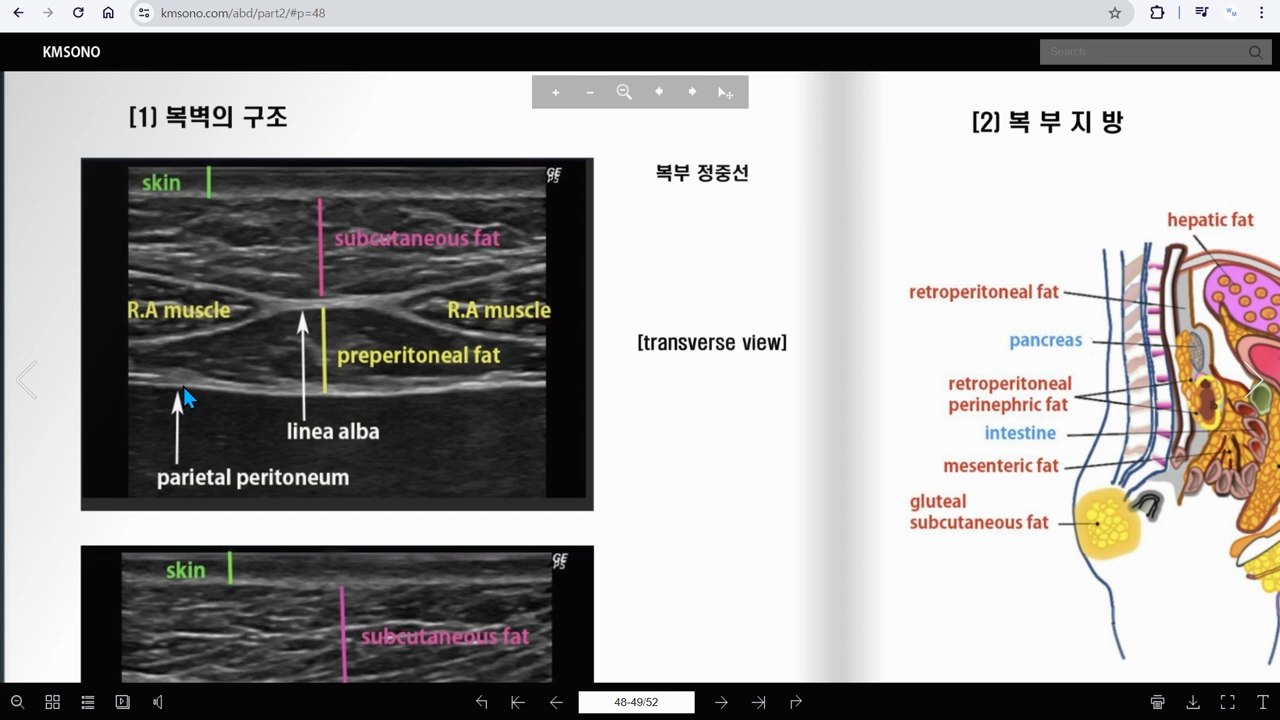 kmsono.com/abd/part2/#p=48
KMSONO
Search
[1] 복벽의 구조
skin
GE
subcutaneous fat
R.A muscle
R.A muscle
preperitoneal fat
linea alba
parietal peritoneum
복부 정중선
[transverse view]
skin
GE
subcutaneous fat
[2] 복 부 지 방
hepatic fat
retroperitoneal fat
pancreas
retroperitoneal
perinephric fat
intestine
mesenteric fat
gluteal
subcutaneous fat
48-49/52